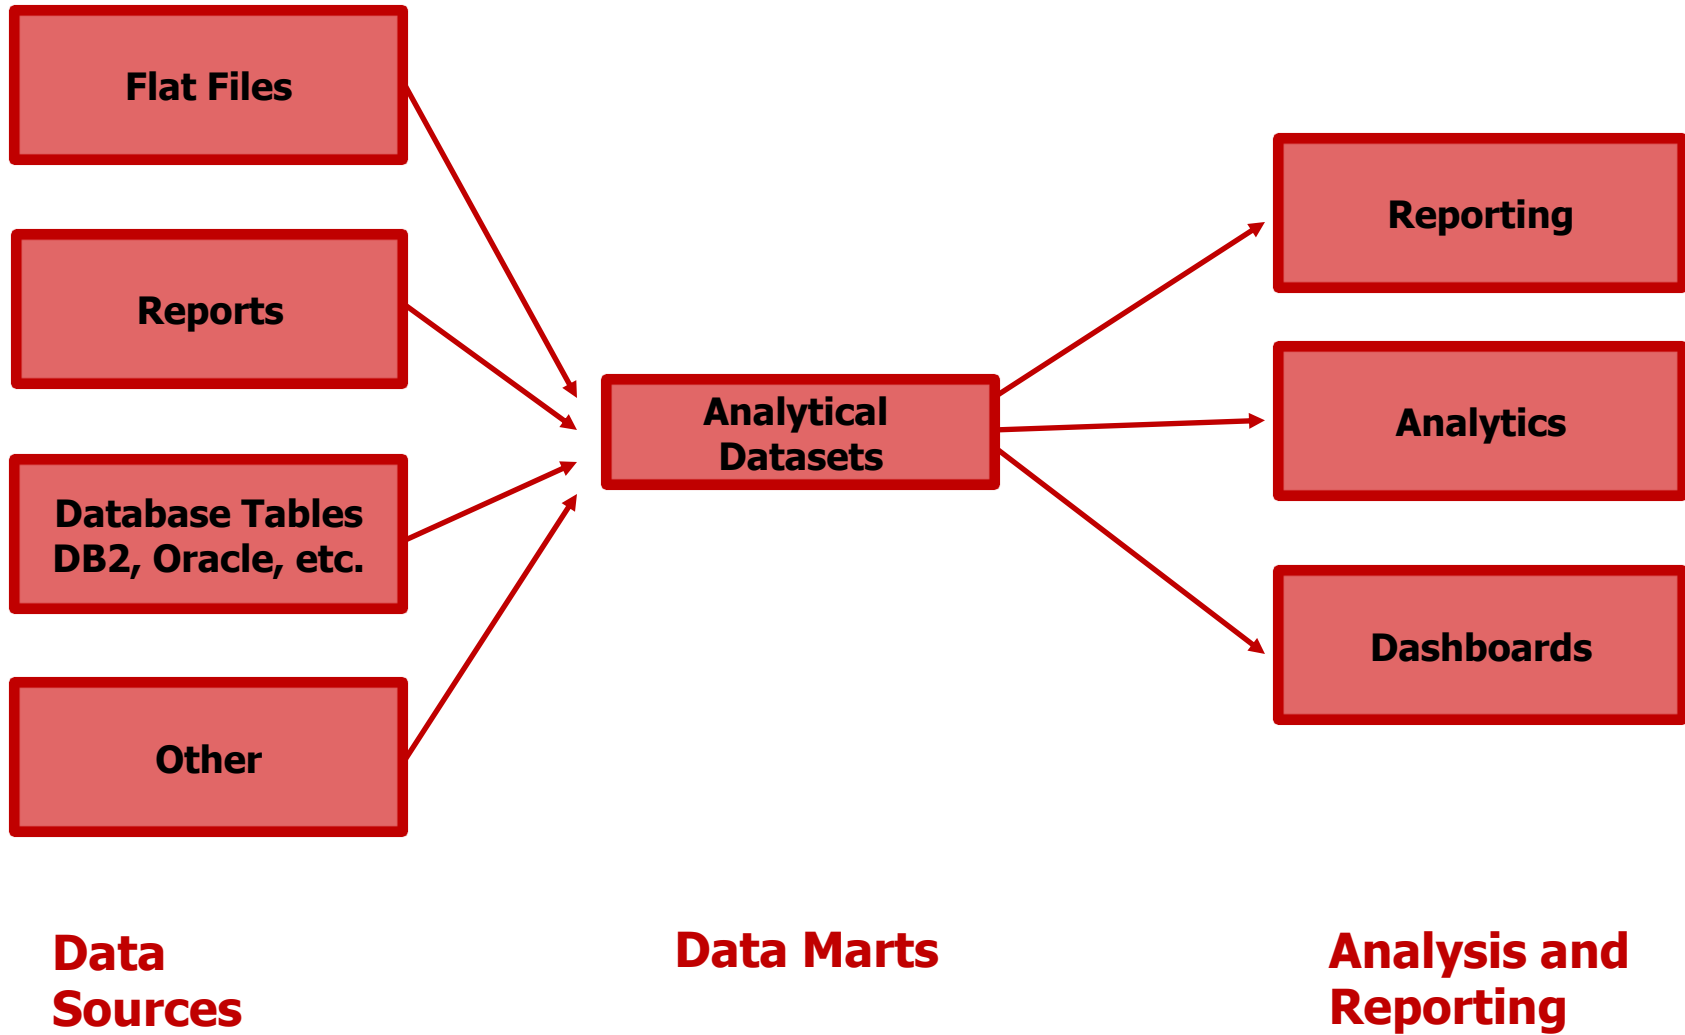 Flat Files
Reports
Database Tables
DB2, Oracle, etc.
Other
Analytical
Datasets
Reporting
Analytics
Dashboards
Data
Sources
Data Marts
Analysis and
Reporting